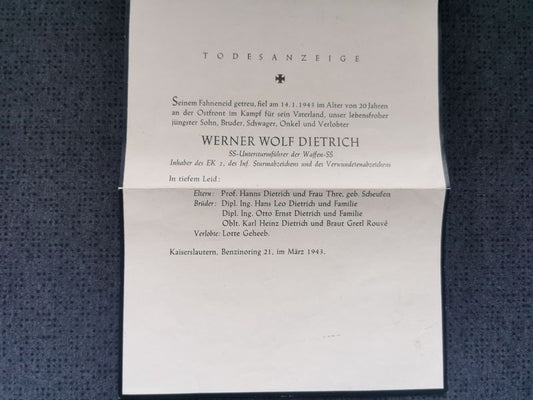 TODESANZEIGE
Seinem Fahneneid getreu, fiel am 14.1.1943 im Alter von 20 Jahren
an der Ostfront im Kampf für sein Vaterland, unser lebensfroher
jüngster Sohn, Bruder, Schwager, Onkel und Verlobter
WERNER WOLF DIETRICH
SS-Untersturmführer der Waffen-SS
Inhaber des EK 2, des Inf. Sturmabzeichens und des Verwundetenabzeichens
In tiefem Leid:
Eltern: Prof. Hanns Dietrich und Frau Thre, geb. Scheufen
Brüder: Dipl. Ing. Hans Leo Dietrich und Familie
Dipl. Ing. Otto Ernst Dietrich und Familie
Oblt. Karl Heinz Dietrich und Braut Gretl Rouvé
Verlobte: Lotte Geheeb.
Kaiserslautern, Benzinoring 21, im März 1943.